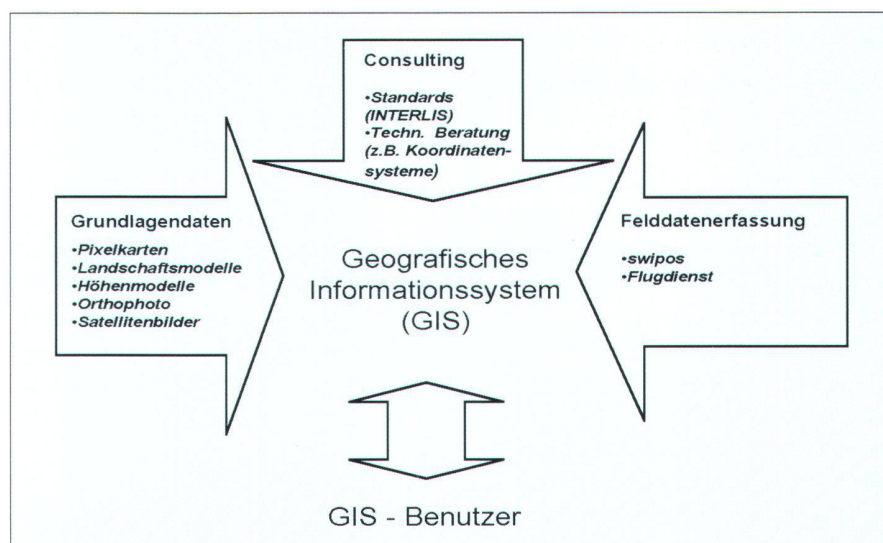 Consulting
•Standards
(INTERLIS)
•Techn. Beratung
(z.B. Koordinaten-
systeme)
Grundlagendaten
•Pixelkarten
•Landschaftsmodelle
•Höhenmodelle
•Orthophoto
•Satellitenbilder
Geografisches
Informationssystem
(GIS)
Felddatenerfassung
•swipos
•Flugdienst
GIS - Benutzer